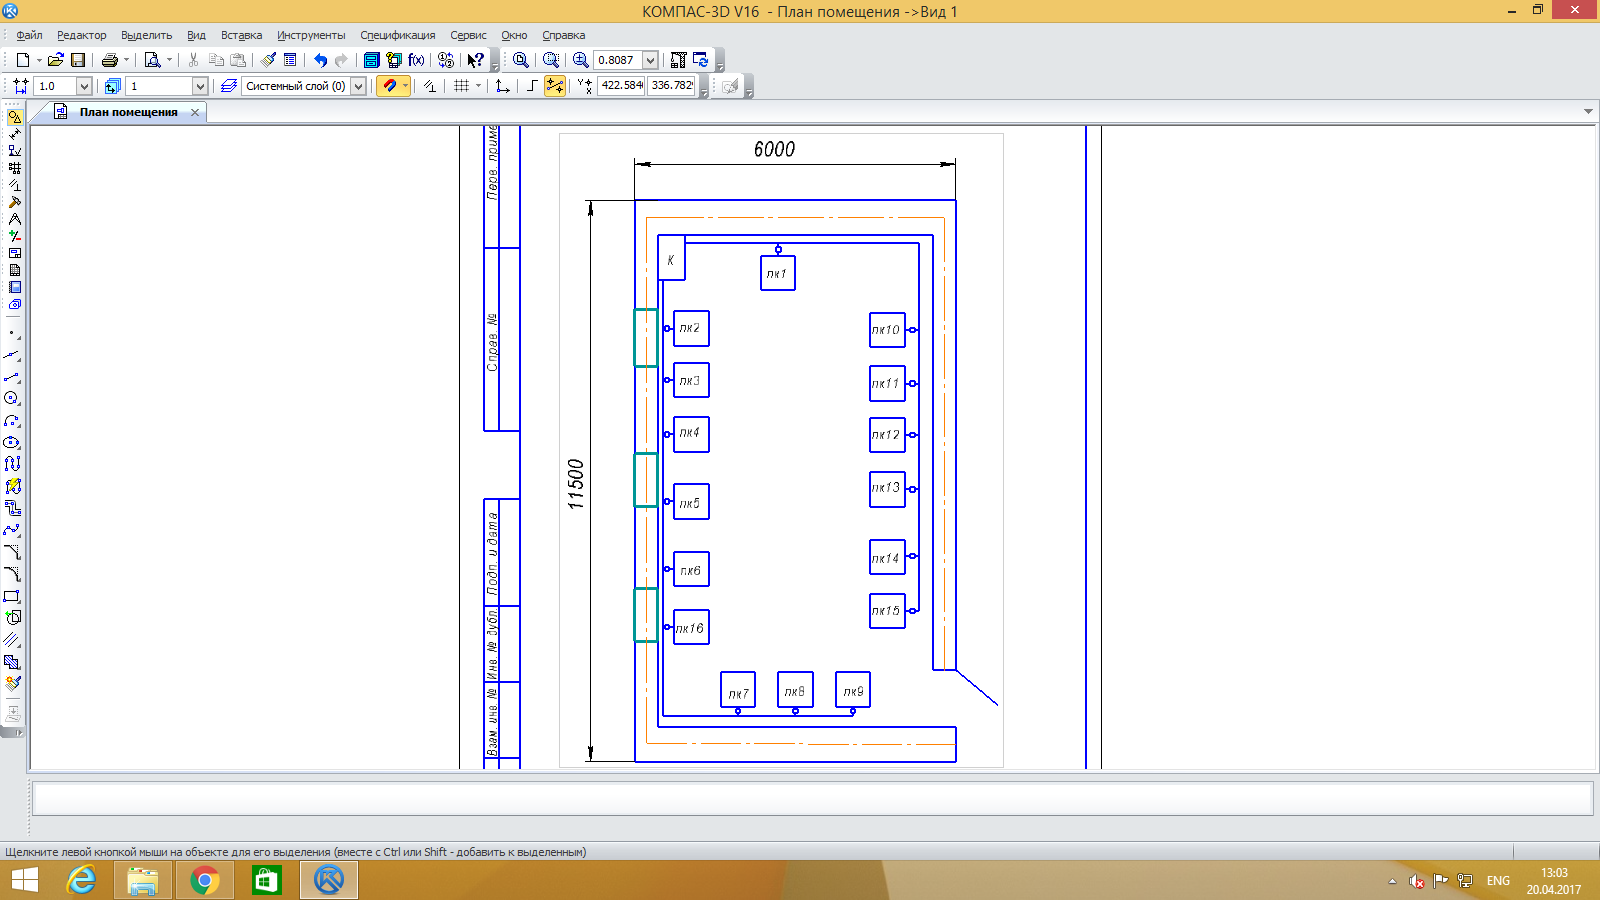 КОМПАС-3D V16 - План помещения ->Вид 1
Файл Редактор Выделить Вид Вставка Инструменты Спецификация Сервис Окно Справка
f(x) 0.8087
1.0 1 Системный слой (0) 422.584 336.782
План помещения
6000
11500
К
пк1
пк2
пк10
пк3
пк11
пк4
пк12
пк5
пк13
пк6
пк14
пк16
пк15
пк7 пк8 пк9
Перв. приме
Справ. №
Подп. и дата
Инв. № дубл.
Взам. инв. №
Щелкните левой кнопкой мыши на объекте для его выделения (вместе с Ctrl или Shift - добавить к выделенным)
ENG
13:03
20.04.2017